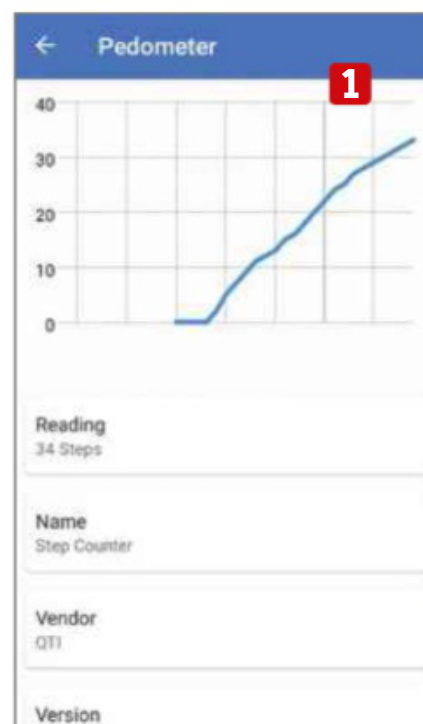 ← Pedometer
1
40
30
20
10
0
Reading
34 Steps
Name
Step Counter
Vendor
QTI
Version